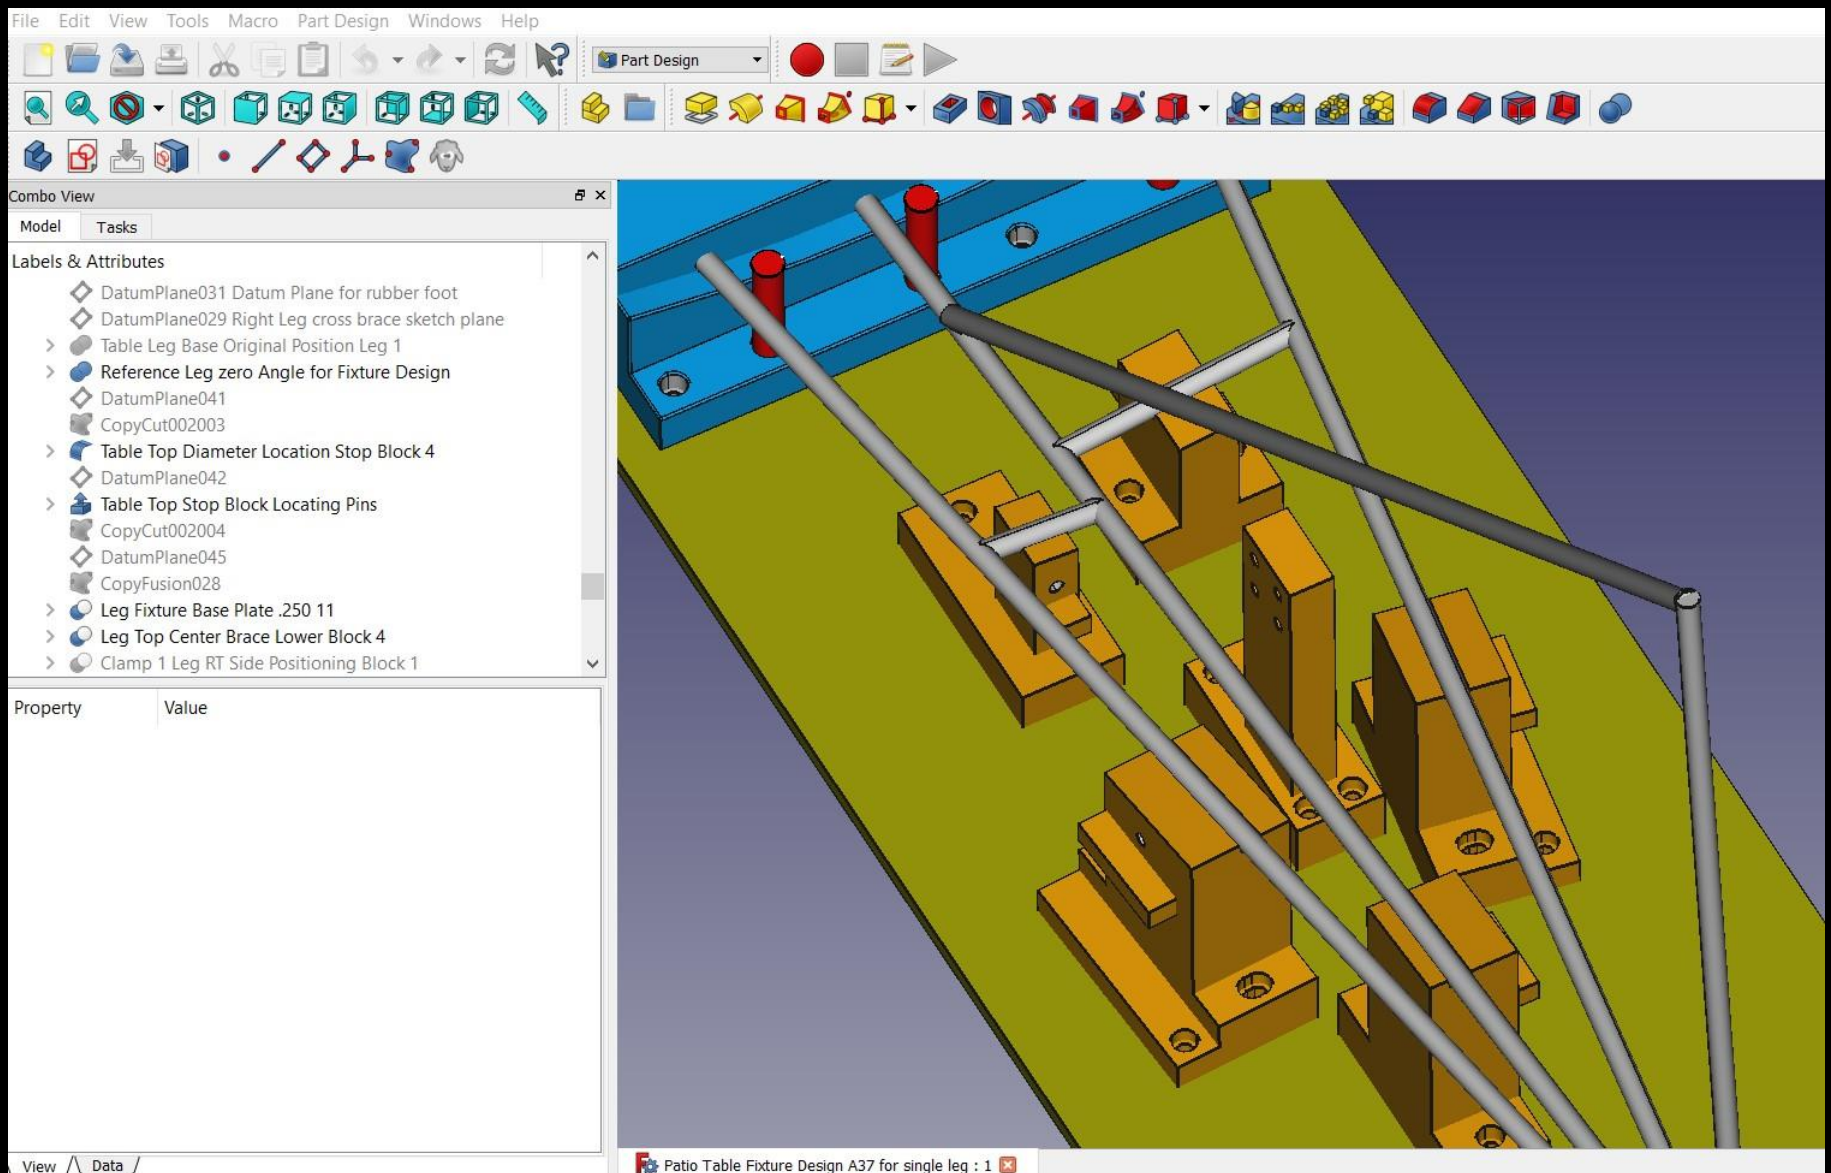 File Edit View Tools Macro Part Design Windows Help
Part Design
Combo View
Model Tasks
Labels & Attributes
DatumPlane031 Datum Plane for rubber foot
DatumPlane029 Right Leg cross brace sketch plane
Table Leg Base Original Position Leg 1
Reference Leg zero Angle for Fixture Design
DatumPlane041
CopyCut002003
Table Top Diameter Location Stop Block 4
DatumPlane042
Table Top Stop Block Locating Pins
CopyCut002004
DatumPlane045
CopyFusion028
Leg Fixture Base Plate .250 11
Leg Top Center Brace Lower Block 4
Clamp 1 Leg RT Side Positioning Block 1
Property Value
View Data
Patio Table Fixture Design A37 for single leg : 1